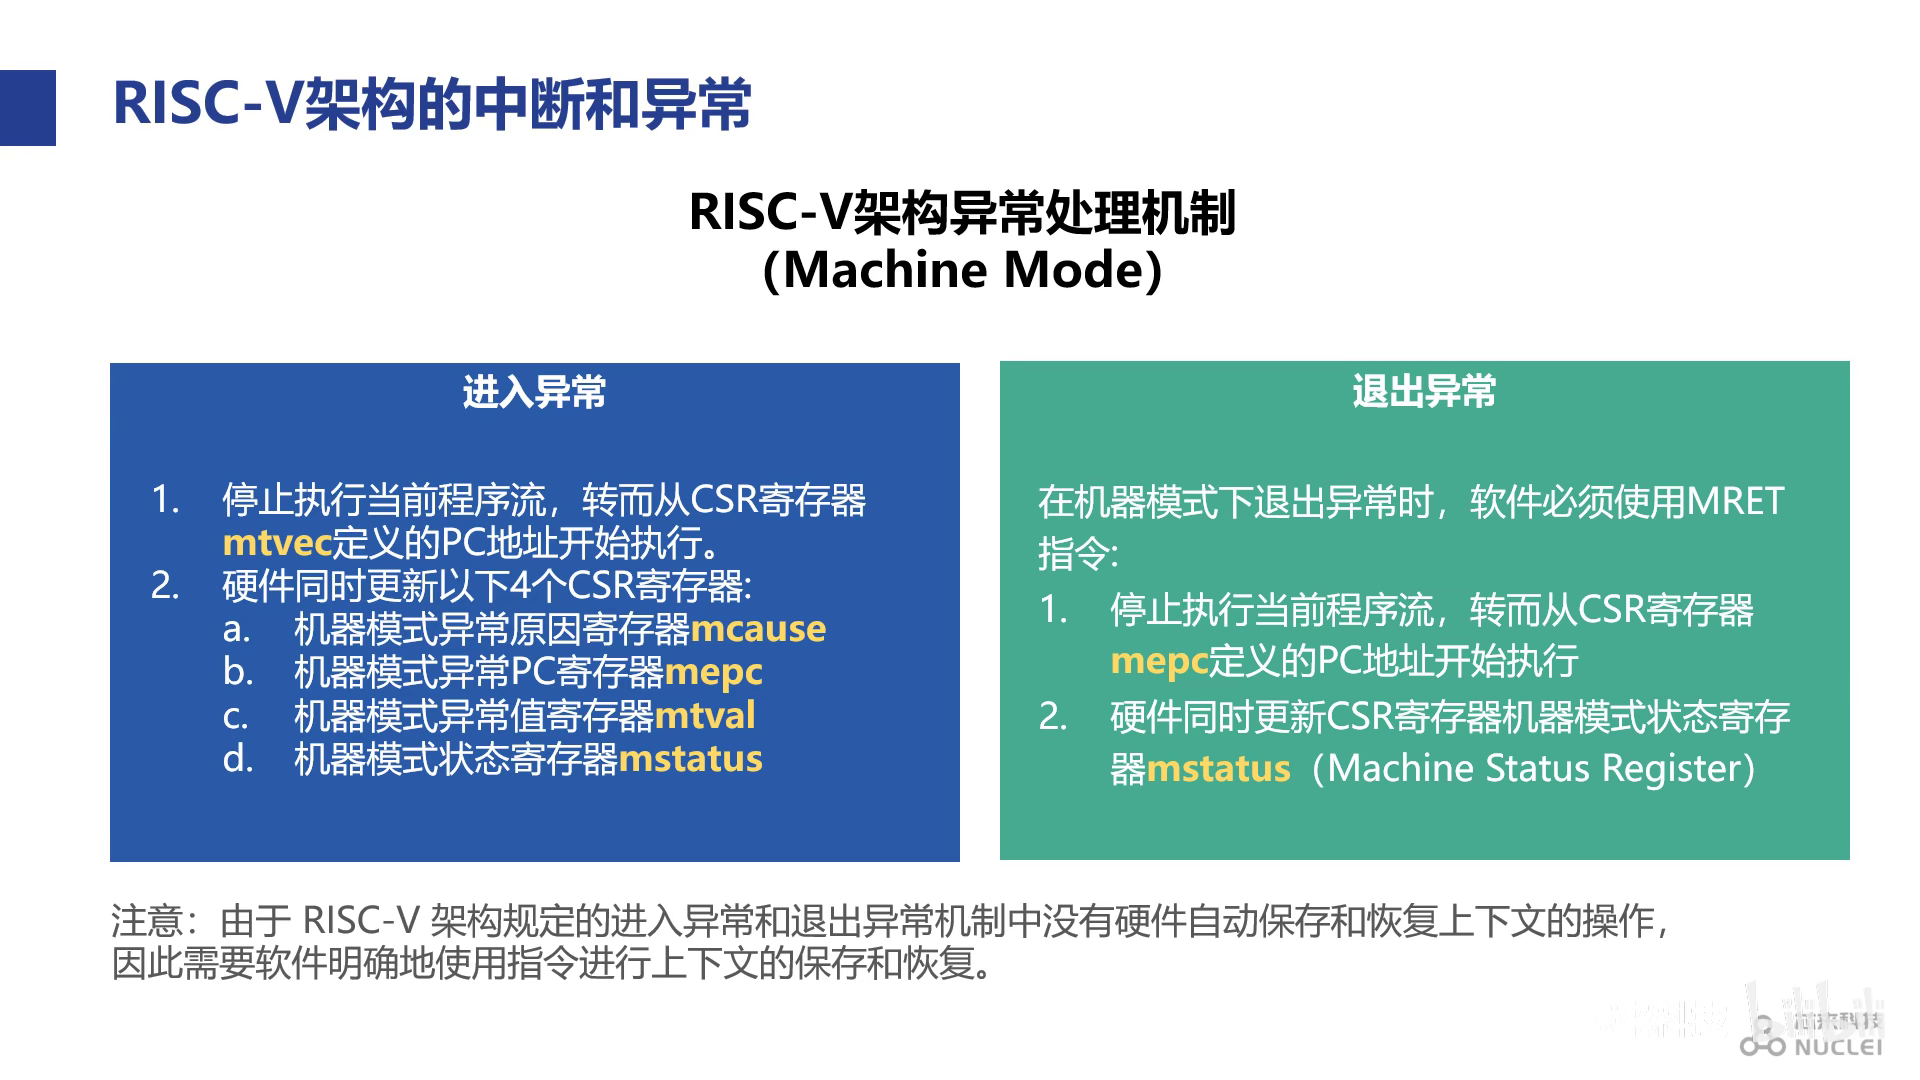 RISC-V架构的中断和异常
RISC-V架构异常处理机制
（Machine Mode）
进入异常
1. 停止执行当前程序流，转而从CSR寄存器
mtvec定义的PC地址开始执行。
2. 硬件同时更新以下4个CSR寄存器:
a. 机器模式异常原因寄存器mcause
b. 机器模式异常PC寄存器mepc
c. 机器模式异常值寄存器mtval
d. 机器模式状态寄存器mstatus
退出异常
在机器模式下退出异常时，软件必须使用MRET
指令:
1. 停止执行当前程序流，转而从CSR寄存器
mepc定义的PC地址开始执行
2. 硬件同时更新CSR寄存器机器模式状态寄存
器mstatus（Machine Status Register）
注意：由于 RISC-V 架构规定的进入异常和退出异常机制中没有硬件自动保存和恢复上下文的操作，
因此需要软件明确地使用指令进行上下文的保存和恢复。
芯来科技
NUCLEI